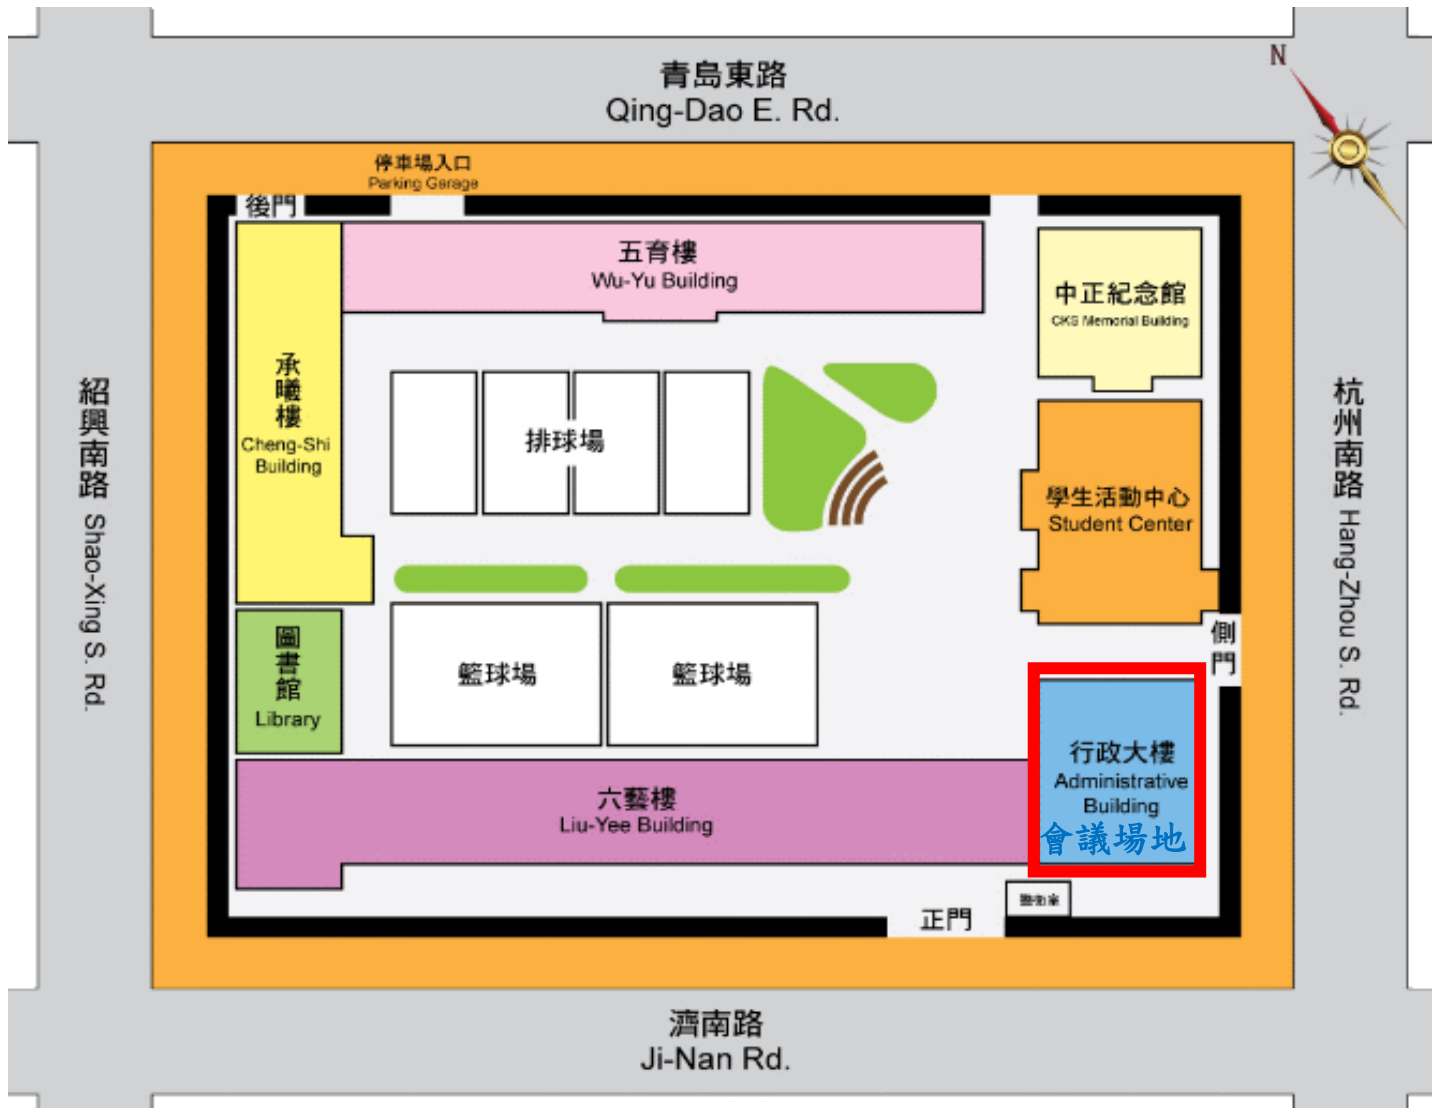 青島東路
Qing-Dao E. Rd.
N
停車場入口
Parking Garage
後門
五育樓
Wu-Yu Building
中正紀念館
CKS Memorial Building
承曦樓
Cheng-Shi
Building
排球場
學生活動中心
Student Center
紹興南路 Shao-Xing S. Rd.
杭州南路 Hang-Zhou S. Rd.
圖書館
Library
籃球場
籃球場
側門
行政大樓
Administrative
Building
會議場地
六藝樓
Liu-Yee Building
警衛室
正門
濟南路
Ji-Nan Rd.